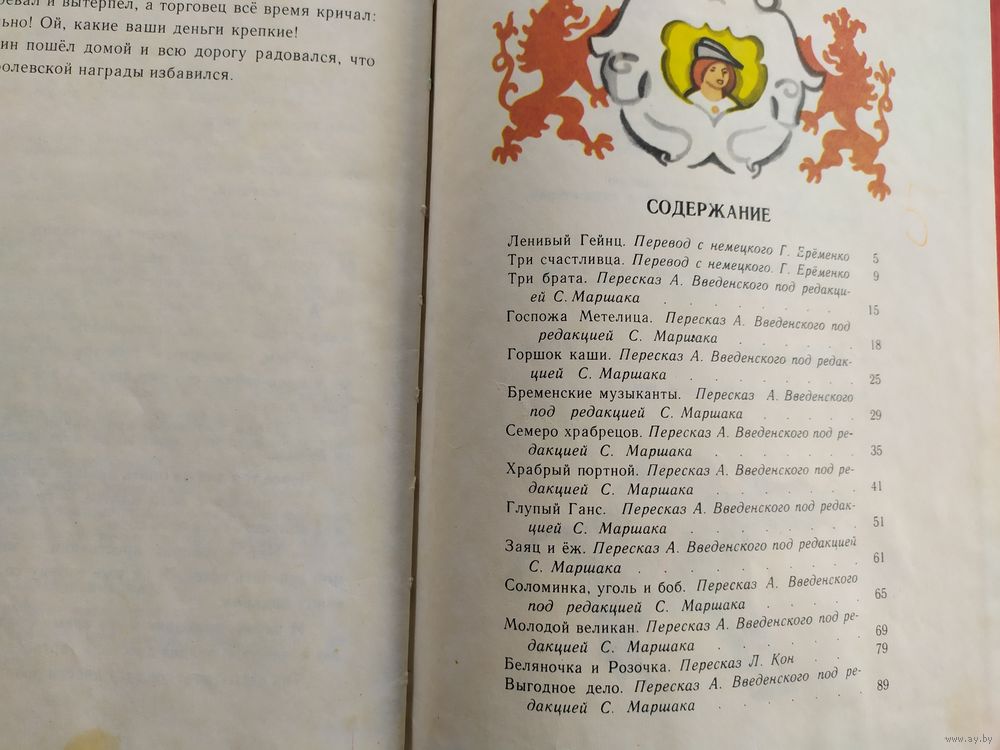 и вытерпел, а торговец всё время кричал:
Ой, какие ваши деньги крепкие!
пошёл домой и всю дорогу радовался, что
награды избавился.
СОДЕРЖАНИЕ
Ленивый Гейнц. Перевод с немецкого Г. Ерёменко 5
Три счастливца. Перевод с немецкого. Г. Ерёменко 9
Три брата. Пересказ А. Введенского под редакци-
ей С. Маршака . . . . . . . 15
Госпожа Метелица. Пересказ А. Введенского под
редакцией С. Маршака . . . . . 18
Горшок каши. Пересказ А. Введенского под редак-
цией С. Маршака . . . . . . 25
Бременские музыканты. Пересказ А. Введенского
под редакцией С. Маршака . . . . 29
Семеро храбрецов. Пересказ А. Введенского под ре-
дакцией С. Маршака . . . . . . 35
Храбрый портной. Пересказ А. Введенского под ре-
дакцией С. Маршака . . . . . . 41
Глупый Ганс. Пересказ А. Введенского под редак-
цией С. Маршака . . . . . . 51
Заяц и ёж. Пересказ А. Введенского под редакцией
С. Маршака . . . . . . . . 61
Соломинка, уголь и боб. Пересказ А. Введенского
под редакцией С. Маршака . . . . 65
Молодой великан. Пересказ А. Введенского под ре-
дакцией С. Маршака . . . . . . 69
Беляночка и Розочка. Пересказ Л. Кон . . . 79
Выгодное дело. Пересказ А. Введенского под ре-
дакцией С. Маршака . . . . . . 89
www.ay.by